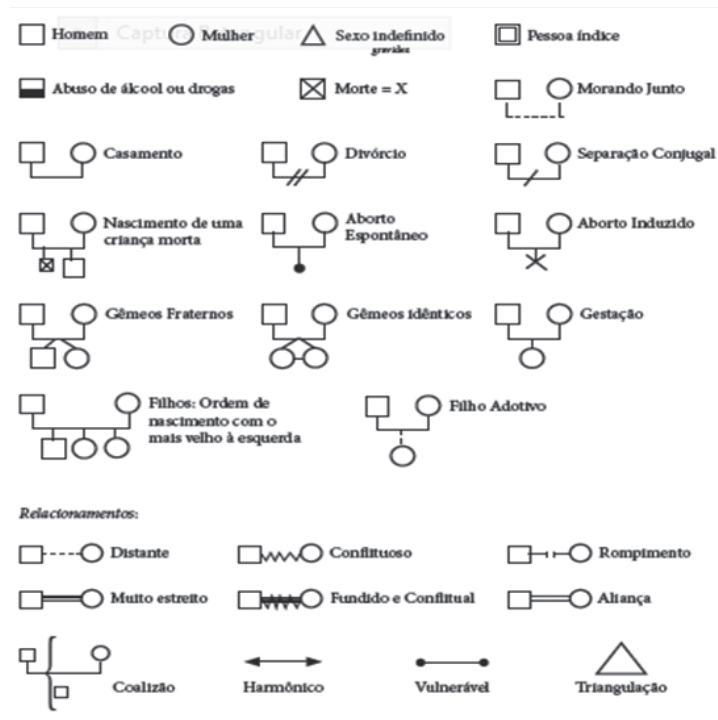 Captura Retangular
Homem
Mulher
Sexo indefinido
gravidez
Pessoa índice
Abuso de álcool ou drogas
Morte = X
Morando Junto
Casamento
Divórcio
Separação Conjugal
Nascimento de uma
criança morta
Aborto
Espontâneo
Aborto Induzido
Gêmeos Fraternos
Gêmeos idênticos
Gestação
Filhos: Ordem de
nascimento com o
mais velho à esquerda
Filho Adotivo
Relacionamentos:
Distante
Conflituoso
Rompimento
Muito estreito
Fundido e Conflitual
Aliança
Coalizão
Harmônico
Vulnerável
Triangulação